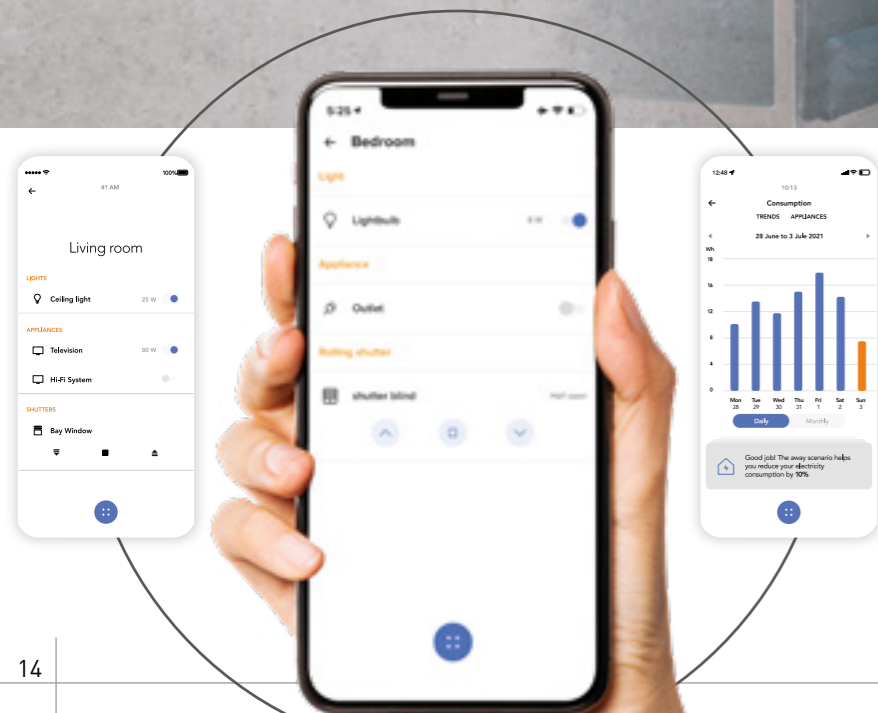 100%
41 AM
Living room
LIGHTS
Ceiling light 25 W
APPLIANCES
Television 80 W
Hi-Fi System
SHUTTERS
Bay Window
5:25
Bedroom
Light
Lightbulb
Appliance
Outlet
Rolling shutter
shutter blind Half open
12:48
10:13
Consumption
TRENDS APPLIANCES
28 June to 3 Jule 2021
Wh
18
16
12
8
4
0
Mon Tue Wed Thu Fri Sat Sun
28 29 30 31 1 2 3
Daily Monthly
Good job! The away scenario helps
you reduce your electricity
consumption by 10%
14